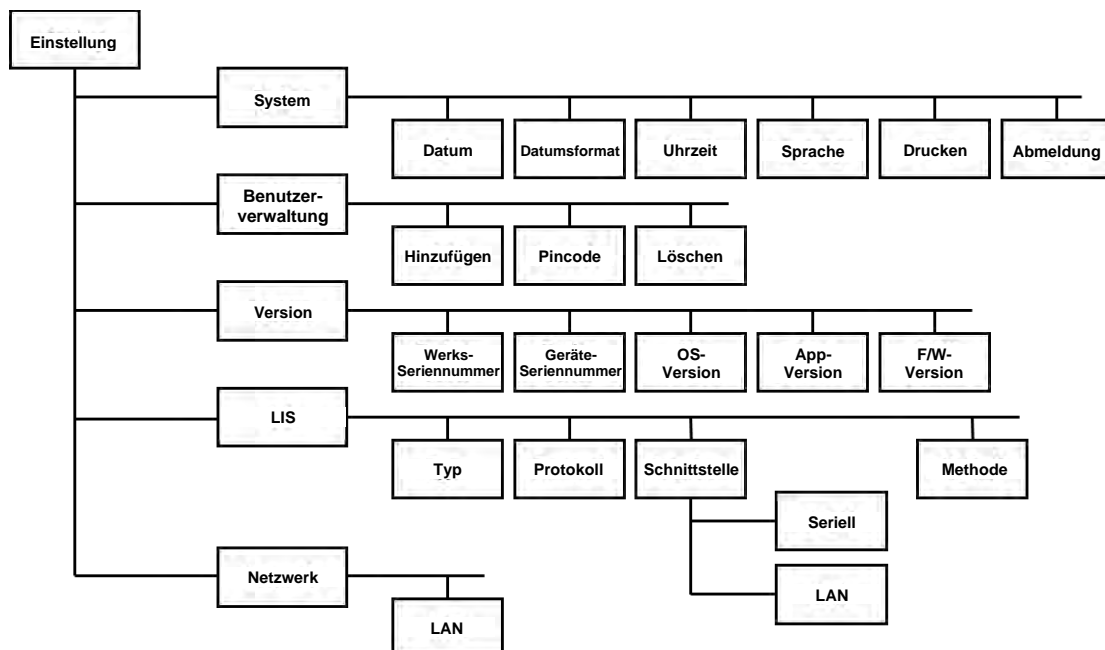 Einstellung
System
Datum
Datumsformat
Uhrzeit
Sprache
Drucken
Abmeldung
Benutzer-
verwaltung
Hinzufügen
Pincode
Löschen
Version
Werks-
Seriennummer
Geräte-
Seriennummer
OS-
Version
App-
Version
F/W-
Version
LIS
Typ
Protokoll
Schnittstelle
Methode
Seriell
LAN
Netzwerk
LAN